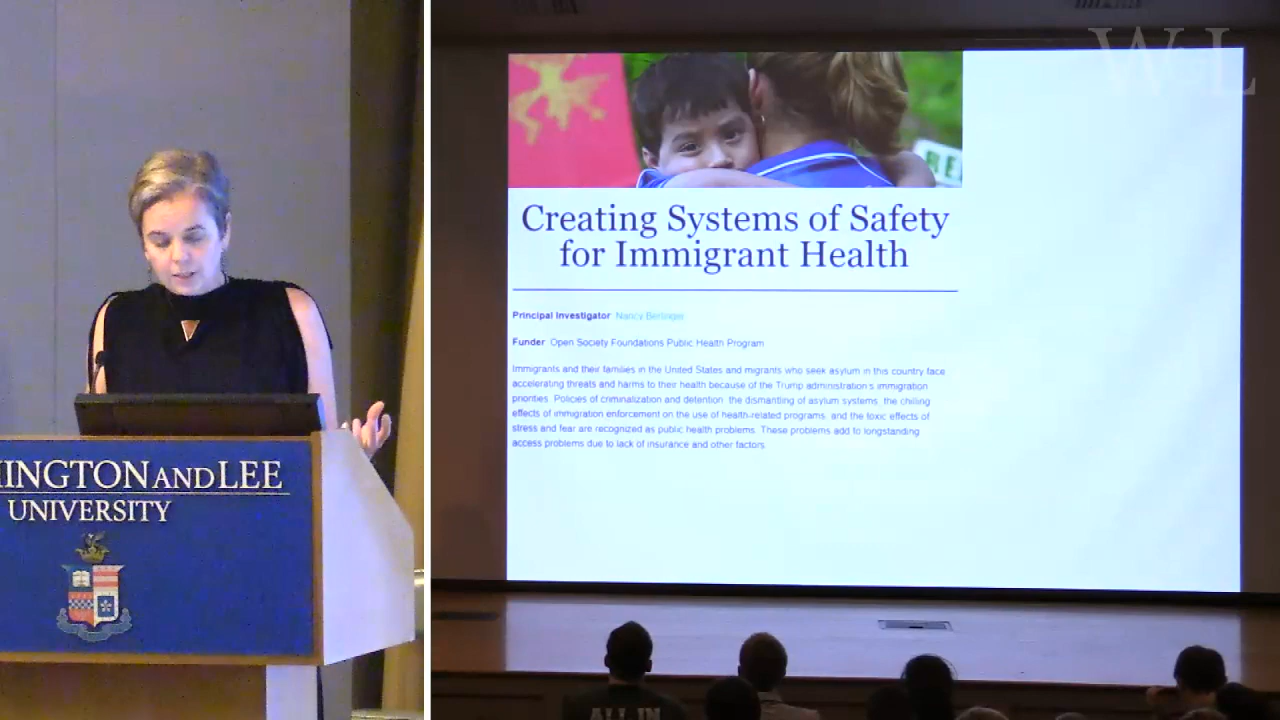 INGTON AND LEE
UNIVERSITY
W&L
RE
Creating Systems of Safety
for Immigrant Health
Principal Investigator Nancy Berlinger
Funder Open Society Foundations Public Health Program
Immigrants and their families in the United States and migrants who seek asylum in this country face
accelerating threats and harms to their health because of the Trump administration's immigration
priorities. Policies of criminalization and detention, the dismantling of asylum systems, the chilling
effects of immigration enforcement on the use of health-related programs, and the toxic effects of
stress and fear are recognized as public health problems. These problems add to longstanding
access problems due to lack of insurance and other factors.
ALL IN